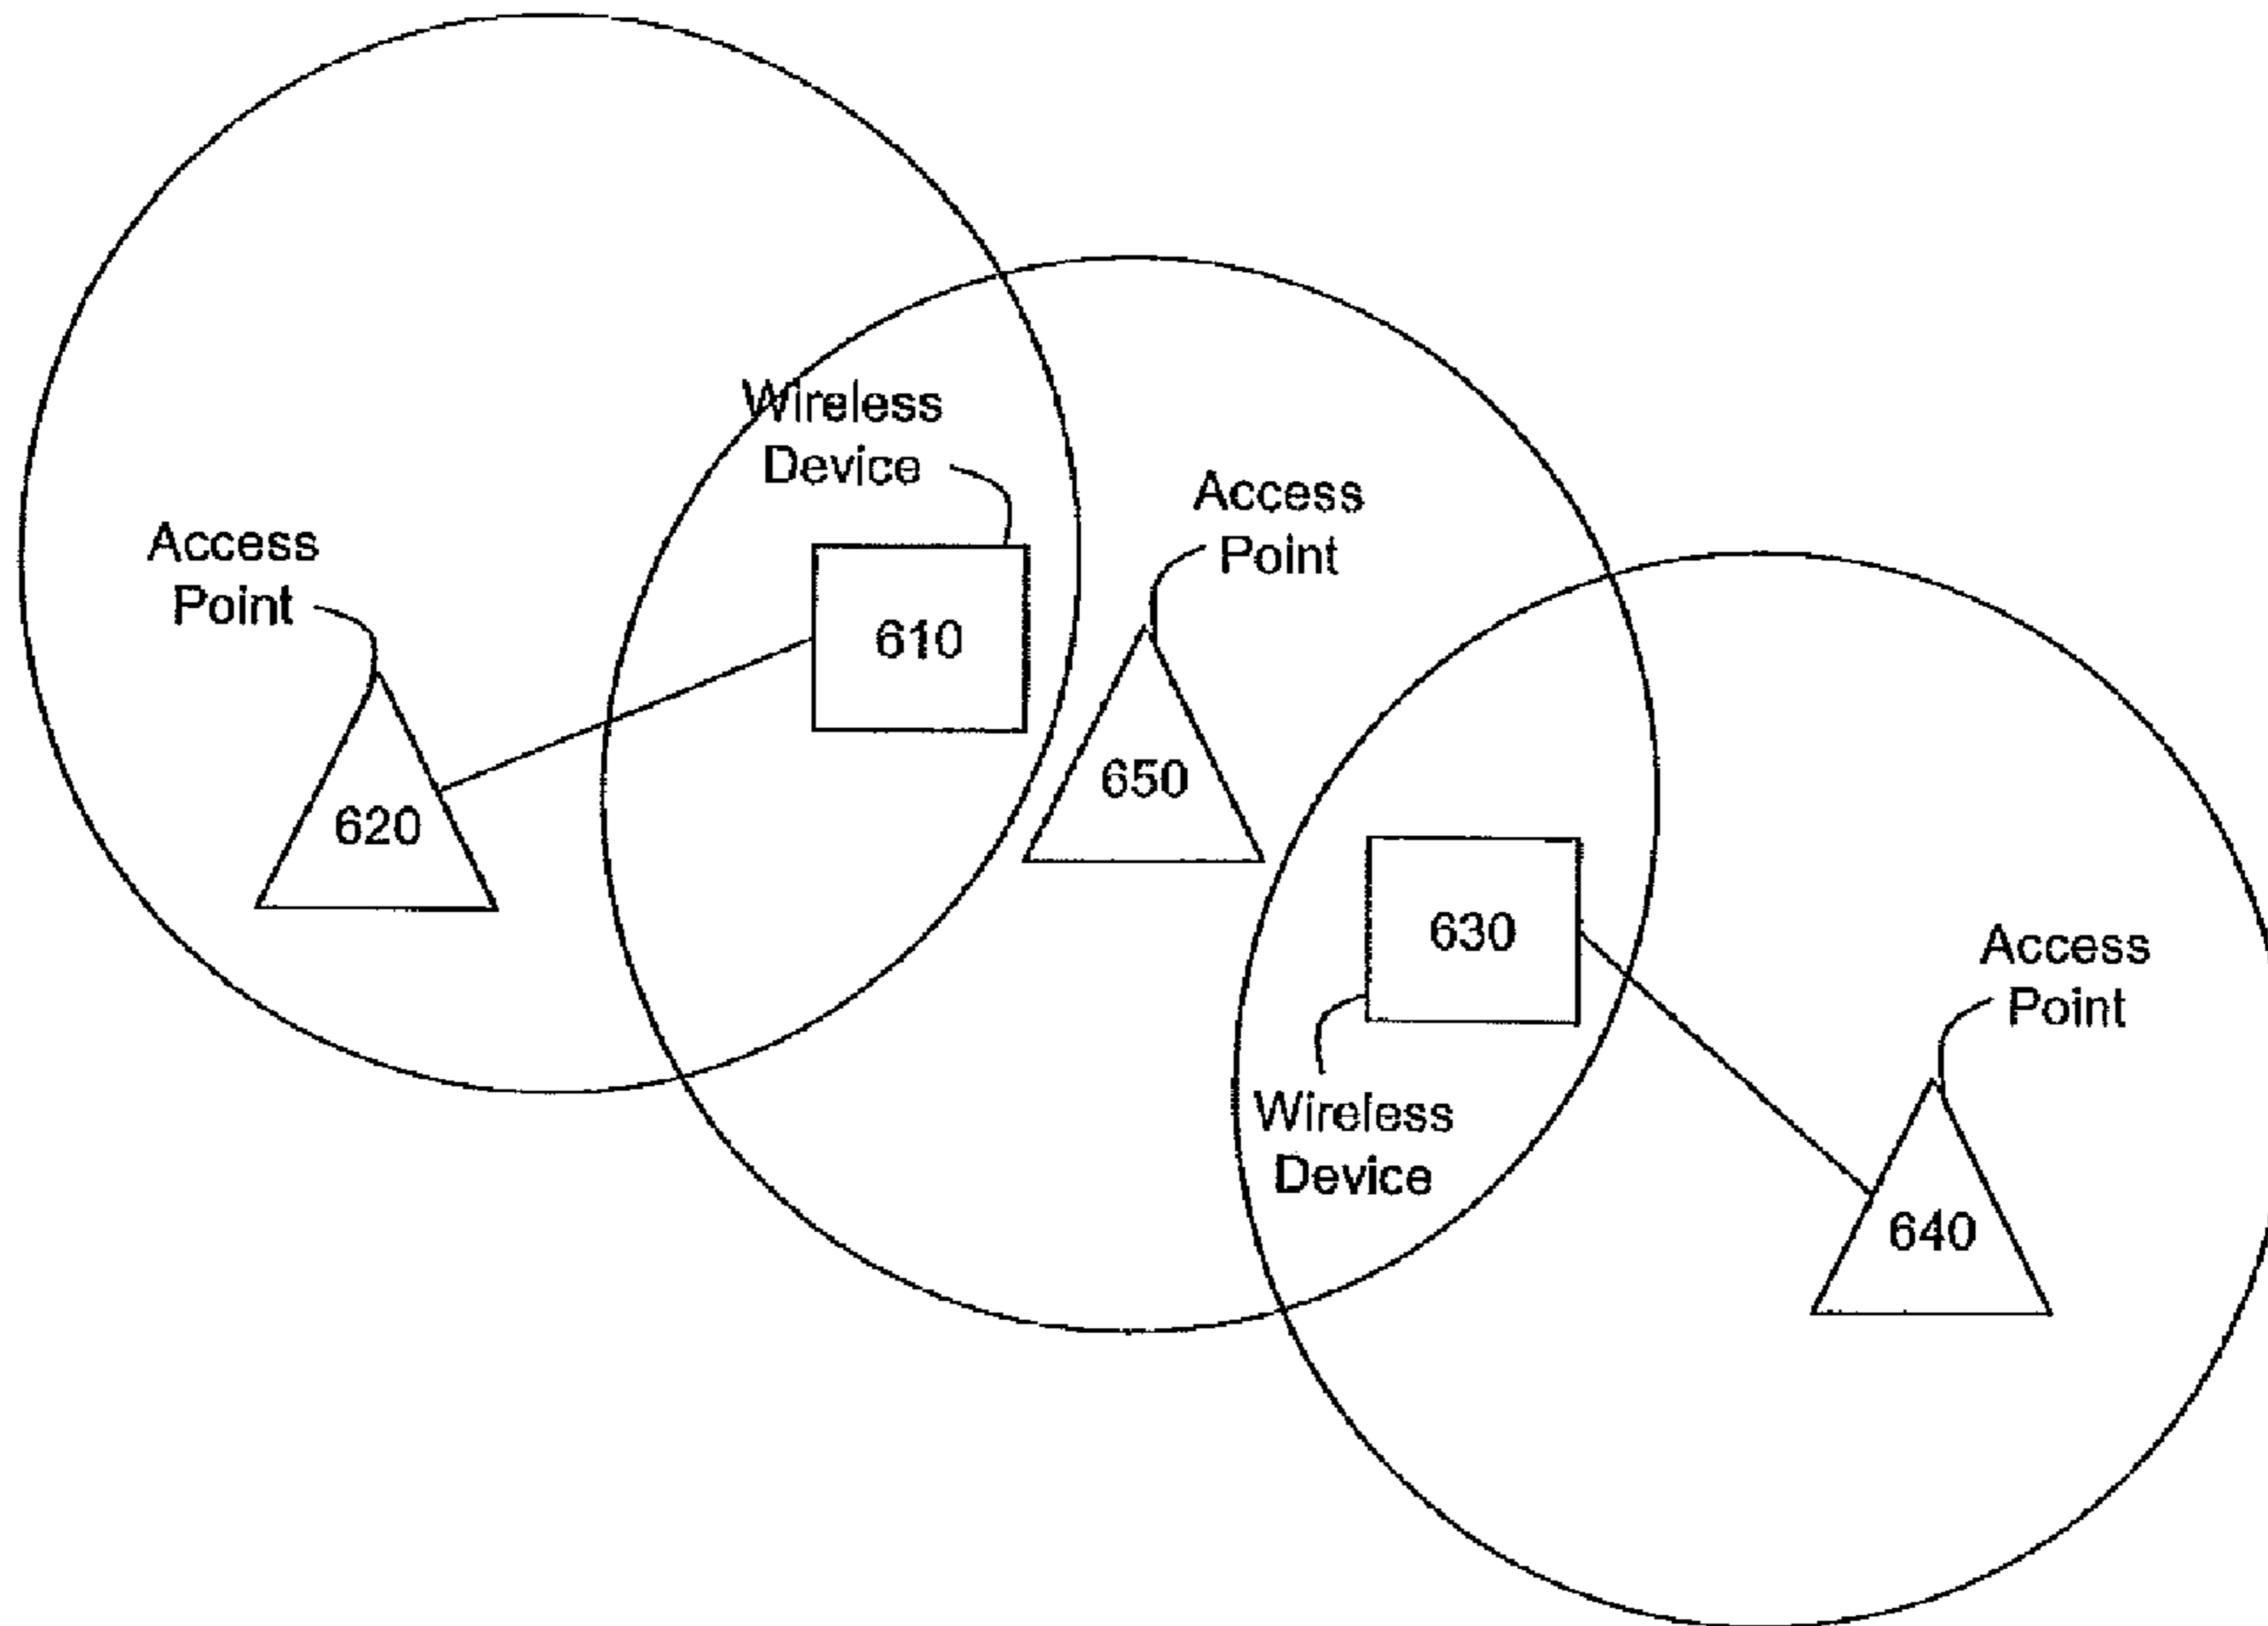 Wireless
Device
610
Access
Point
620
Access
Point
650
630
Wireless
Device
Access
Point
640